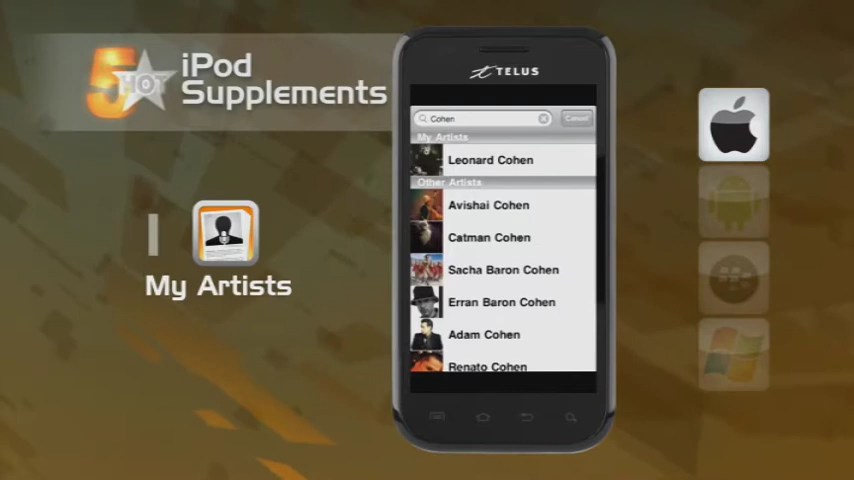 5 HOT
iPod
Supplements
My Artists
TELUS
Cohen
Cancel
My Artists
Leonard Cohen
Other Artists
Avishai Cohen
Catman Cohen
Sacha Baron Cohen
Erran Baron Cohen
Adam Cohen
Renato Cohen